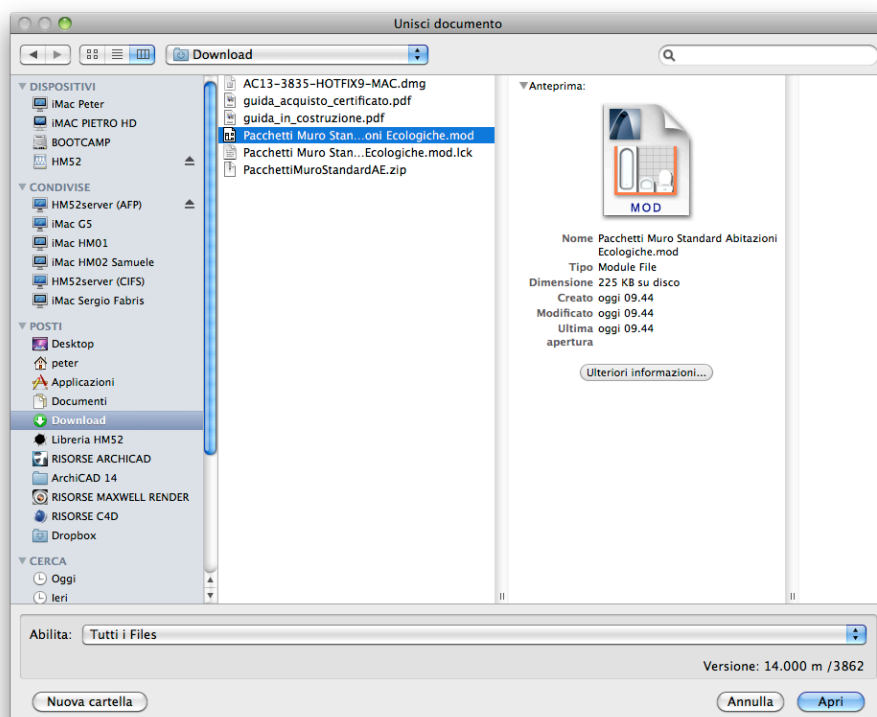 Unisci documento
Download
DISPOSITIVI
iMac Peter
iMAC PIETRO HD
BOOTCAMP
HM52
CONDIVISE
HM52server (AFP)
iMac G5
iMac HM01
iMac HM02 Samuele
HM52server (CIFS)
iMac Sergio Fabris
POSTI
Desktop
peter
Applicazioni
Documenti
Download
Libreria HM52
RISORSE ARCHICAD
ArchiCAD 14
RISORSE MAXWELL RENDER
RISORSE C4D
Dropbox
CERCA
Oggi
Ieri
AC13-3835-HOTFIX9-MAC.dmg
guida_acquisto_certificato.pdf
guida_in_costruzione.pdf
Pacchetti Muro Stan...oni Ecologiche.mod
Pacchetti Muro Stan...Ecologiche.mod.lck
PacchettiMuroStandardAE.zip
Anteprima:
MOD
Nome Pacchetti Muro Standard Abitazioni
Ecologiche.mod
Tipo Module File
Dimensione 225 KB su disco
Creato oggi 09.44
Modificato oggi 09.44
Ultima oggi 09.44
apertura
Ulteriori informazioni...
Abilita: Tutti i Files
Versione: 14.000 m /3862
Nuova cartella
Annulla
Apri